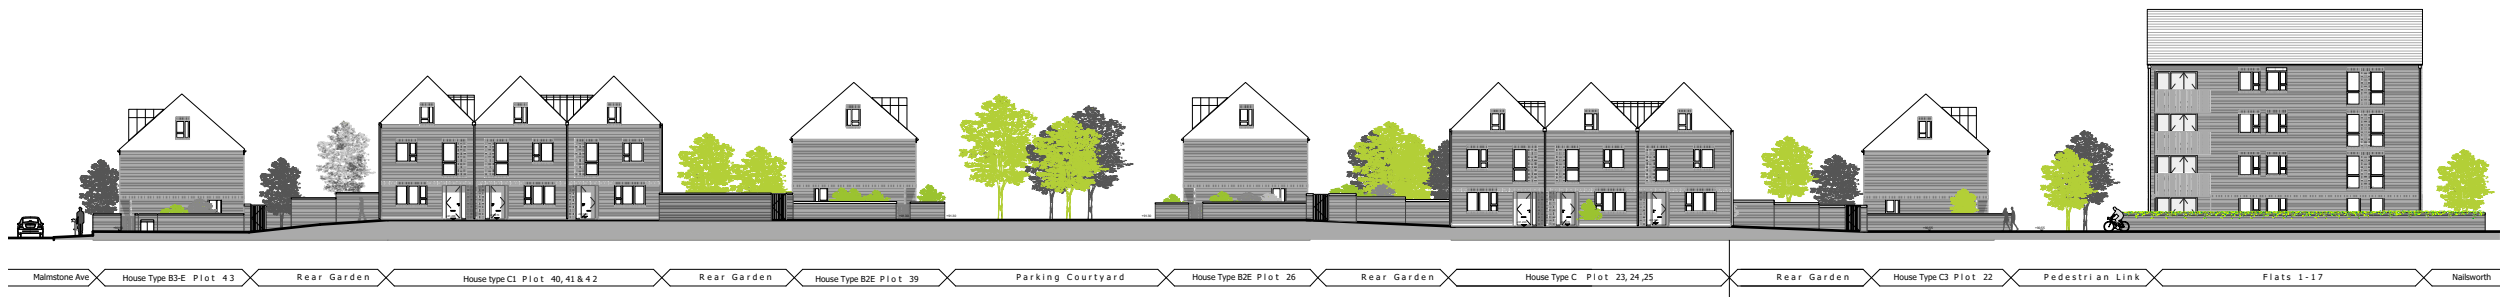 Malmstone Ave
House Type B3-E Plot 43
Rear Garden
House type C1 Plot 40, 41 & 42
Rear Garden
House Type B2E Plot 39
Parking Courtyard
House Type B2E Plot 26
Rear Garden
House Type C Plot 23, 24 ,25
Rear Garden
House Type C3 Plot 22
Pedestrian Link
Flats 1-17
Nailsworth